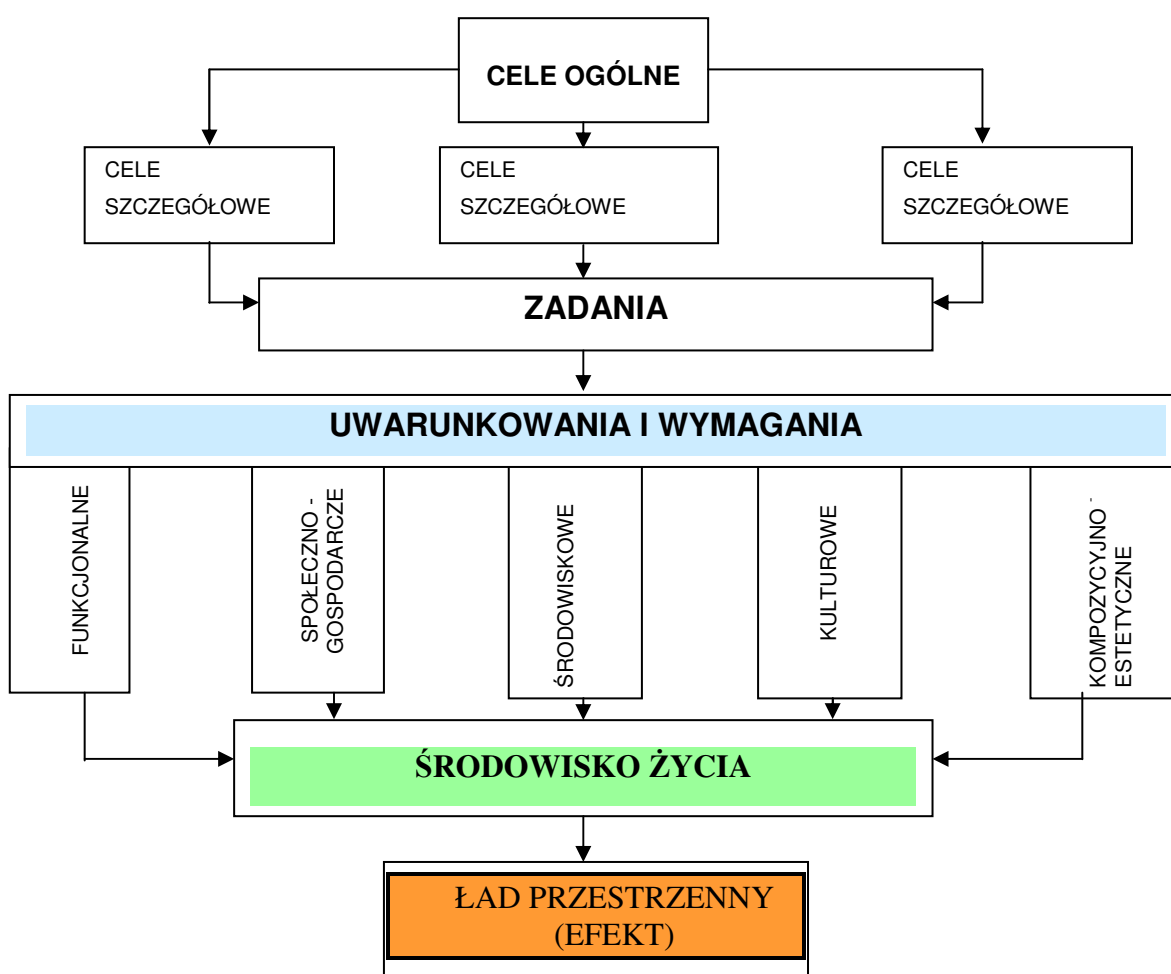 CELE OGÓLNE
CELE
SZCZEGÓŁOWE
CELE
SZCZEGÓŁOWE
CELE
SZCZEGÓŁOWE
ZADANIA
UWARUNKOWANIA I WYMAGANIA
FUNKCJONALNE
SPOŁECZNO -
GOSPODARCZE
ŚRODOWISKOWE
KULTUROWE
KOMPOZYCYJNO -
ESTETYCZNE
ŚRODOWISKO ŻYCIA
ŁAD PRZESTRZENNY
(EFEKT)